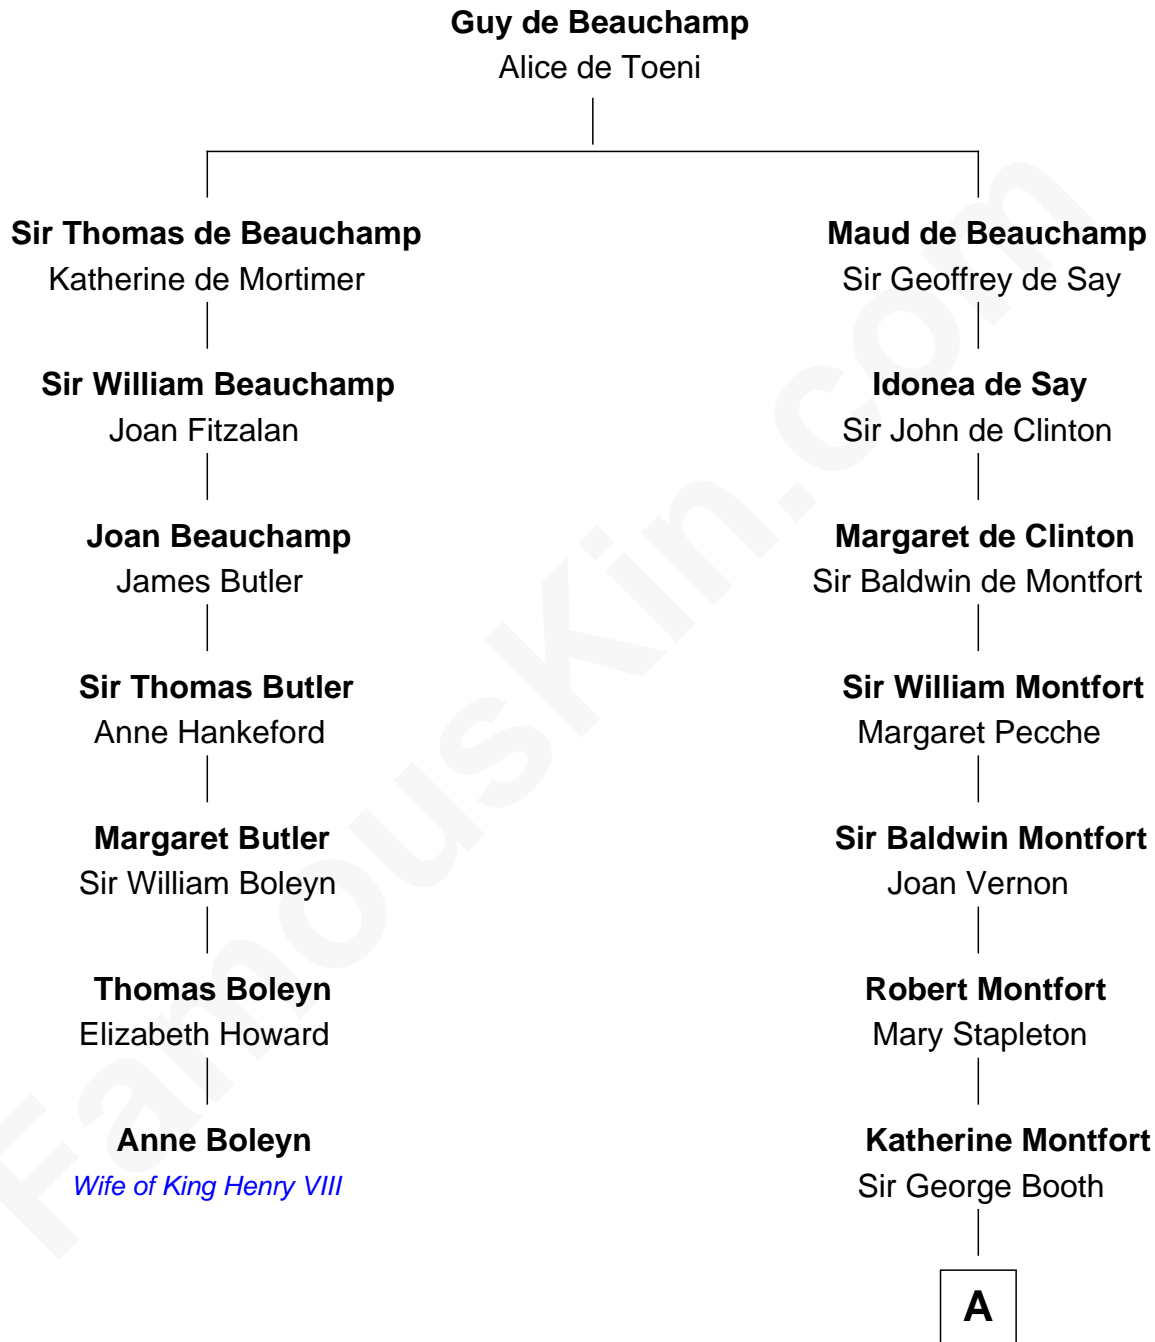 Guy de Beauchamp
Alice de Toeni
Sir Thomas de Beauchamp
Katherine de Mortimer
Sir William Beauchamp
Joan Fitzalan
Joan Beauchamp
James Butler
Sir Thomas Butler
Anne Hankeford
Margaret Butler
Sir William Boleyn
Thomas Boleyn
Elizabeth Howard
Anne Boleyn
Wife of King Henry VIII
Maud de Beauchamp
Sir Geoffrey de Say
Idonea de Say
Sir John de Clinton
Margaret de Clinton
Sir Baldwin de Montfort
Sir William Montfort
Margaret Pecche
Sir Baldwin Montfort
Joan Vernon
Robert Montfort
Mary Stapleton
Katherine Montfort
Sir George Booth
A
FamousKin.com